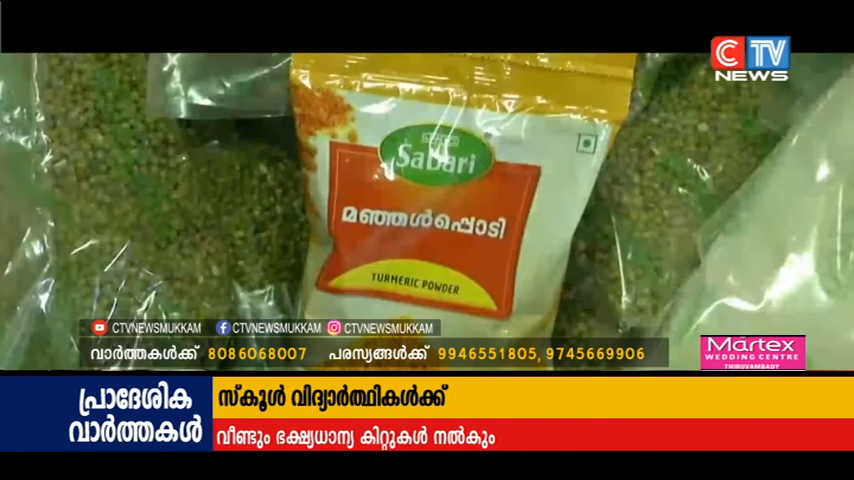 CTV
NEWS
SaBari
മഞ്ഞൾപ്പൊടി
TURMERIC POWDER
CTVNEWSMUKKAM CTVNEWSMUKKAM CTVNEWSMUKKAM
വാർത്തകൾക്ക് 8086068007 പരസ്യങ്ങൾക്ക് 9946551805, 9745669906
Martex
WEDDING CENTRE
THIRUVAMBADY
പ്രാദേശിക
വാർത്തകൾ
സ്കൂൾ വിദ്യാർത്ഥികൾക്ക്
വീണ്ടും ഭക്ഷ്യധാന്യ കിറ്റുകൾ നൽകും